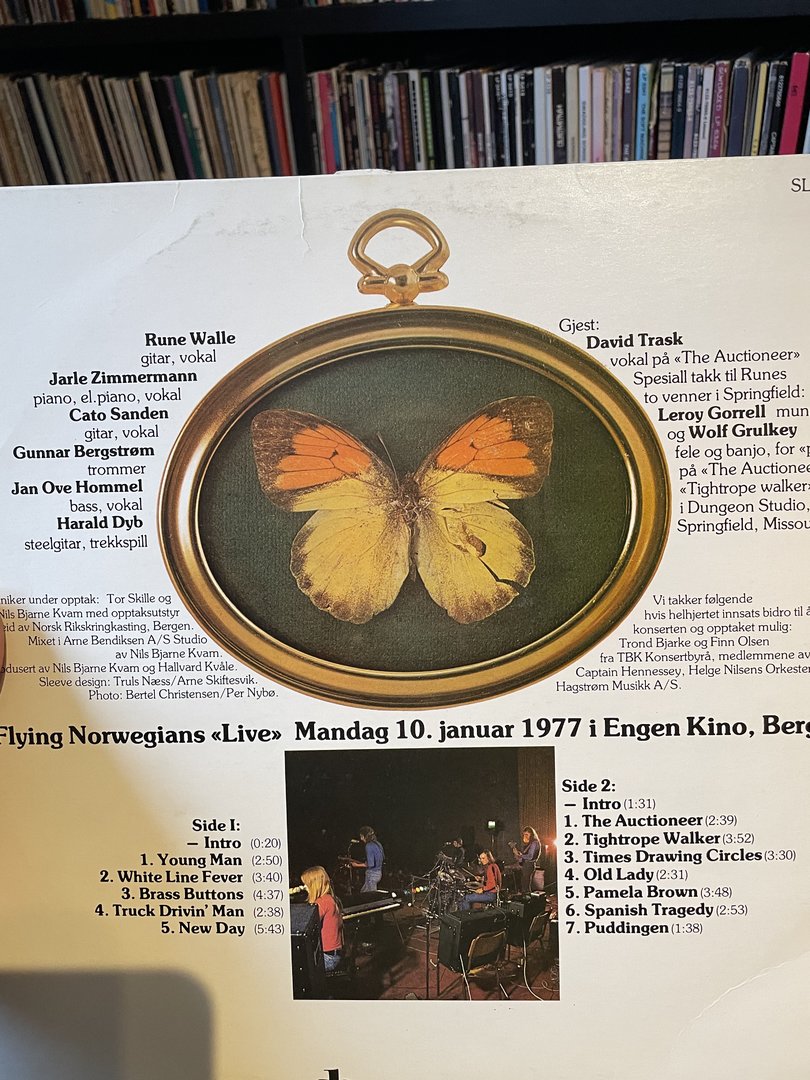 SL
Rune Walle
gitar, vokal
Jarle Zimmermann
piano, el.piano, vokal
Cato Sanden
gitar, vokal
Gunnar Bergstrøm
trommer
Jan Ove Hommel
bass, vokal
Harald Dyb
steelgitar, trekkspill
Gjest:
David Trask
vokal på «The Auctioneer»
Spesiall takk til Runes
to venner i Springfield:
Leroy Gorrell mun
og Wolf Grulkey
fele og banjo, for «p
på «The Auctionee
«Tightrope walker»
i Dungeon Studio,
Springfield, Missou
niker under opptak: Tor Skille og
Nils Bjarne Kvam med opptaksutstyr
eid av Norsk Rikskringkasting, Bergen.
Mixet i Arne Bendiksen A/S Studio
av Nils Bjarne Kvam.
adusert av Nils Bjarne Kvam og Hallvard Kvåle.
Sleeve design: Truls Næss/Arne Skiftesvik.
Photo: Bertel Christensen/Per Nybø.
Vi takker følgende
hvis helhjertet innsats bidro til å
konserten og opptaket mulig:
Trond Bjarke og Finn Olsen
fra TBK Konsertbyrå, medlemmene av
Captain Hennessey, Helge Nilsens Orkester
Hagstrøm Musikk A/S.
Flying Norwegians «Live» Mandag 10. januar 1977 i Engen Kino, Berg
Side 1:
– Intro (0:20)
1. Young Man (2:50)
2. White Line Fever (3:40)
3. Brass Buttons (4:37)
4. Truck Drivin' Man (2:38)
5. New Day (5:43)
Side 2:
– Intro (1:31)
1. The Auctioneer (2:39)
2. Tightrope Walker (3:52)
3. Times Drawing Circles (3:30)
4. Old Lady (2:31)
5. Pamela Brown (3:48)
6. Spanish Tragedy (2:53)
7. Puddingen (1:38)